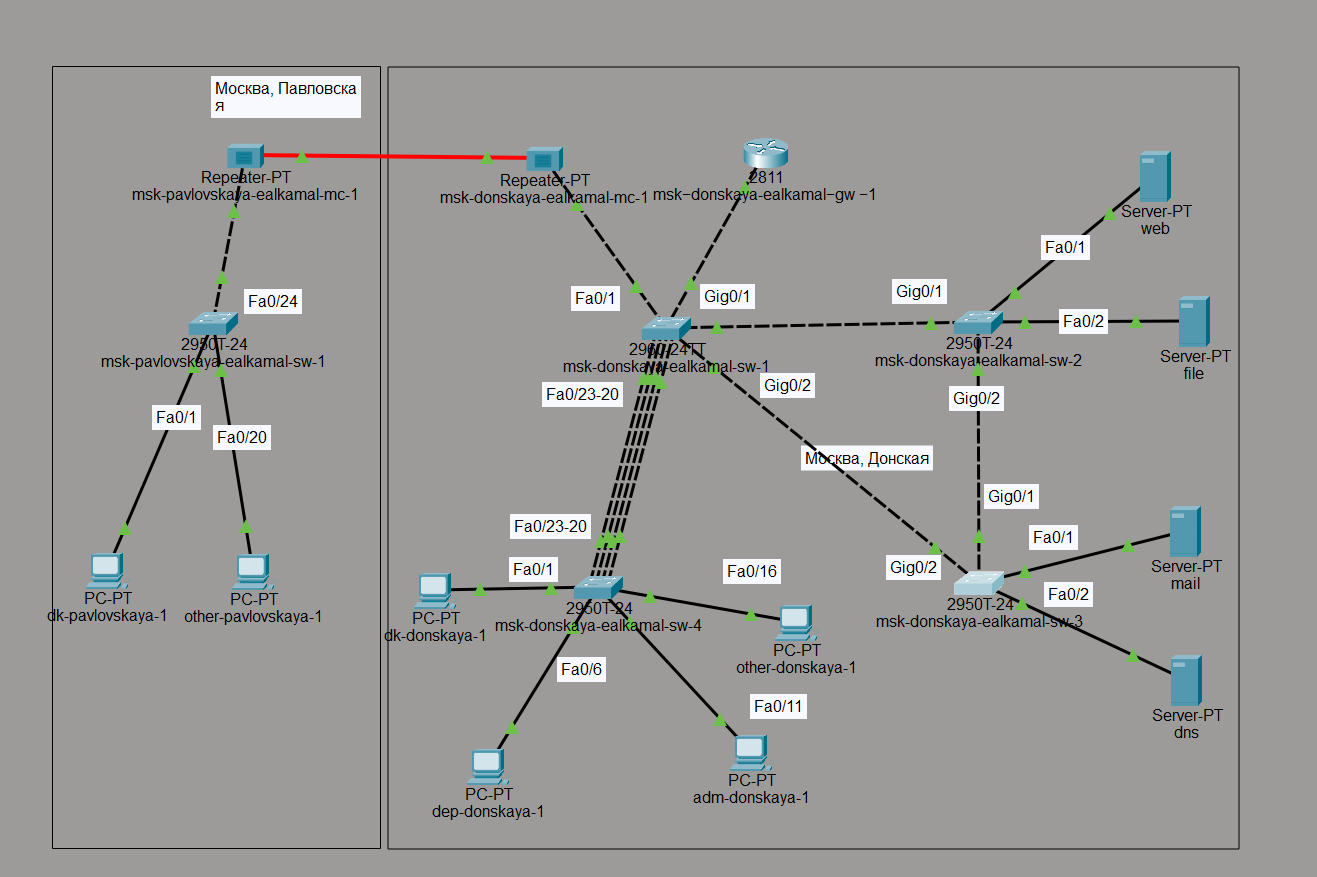 Москва, Павловска
я
Repeater-PT
msk-pavlovskaya-ealkamal-mc-1
Repeater-PT
msk-donskaya-ealkamal-mc-1
2811
msk-donskaya-ealkamal-gw -1
Server-PT
web
Fa0/1
Fa0/24
Fa0/1
Gig0/1
Gig0/1
Fa0/2
2950T-24
msk-pavlovskaya-ealkamal-sw-1
2960-24TT
msk-donskaya-ealkamal-sw-1
2950T-24
msk-donskaya-ealkamal-sw-2
Server-PT
file
Fa0/23-20
Gig0/2
Gig0/2
Fa0/1
Fa0/20
Москва, Донская
Gig0/1
Fa0/23-20
Fa0/1
Fa0/1
Fa0/16
Gig0/2
Server-PT
mail
PC-PT
dk-pavlovskaya-1
PC-PT
other-pavlovskaya-1
PC-PT
dk-donskaya-1
2950T-24
msk-donskaya-ealkamal-sw-4
2950T-24
msk-donskaya-ealkamal-sw-3
Fa0/2
PC-PT
other-donskaya-1
Fa0/6
Fa0/11
Server-PT
dns
PC-PT
dep-donskaya-1
PC-PT
adm-donskaya-1